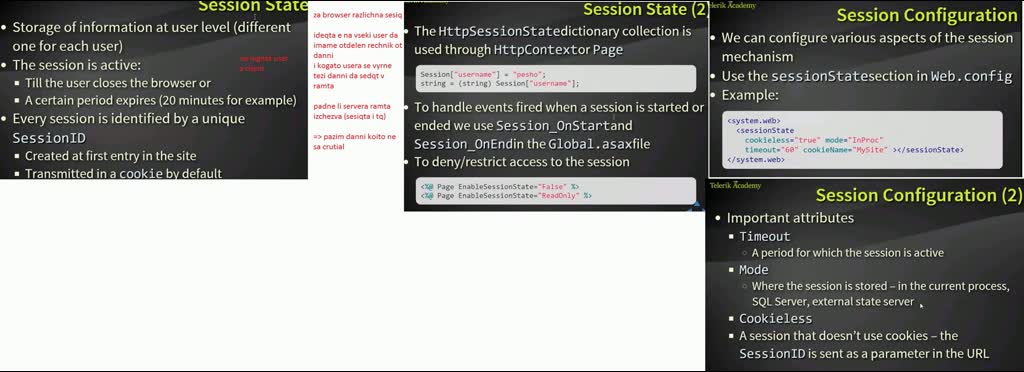 Session State
Storage of information at user level (different
one for each user)
The session is active:
Till the user closes the browser or
A certain period expires (20 minutes for example)
Every session is identified by a unique
SessionID
Created at first entry in the site
Transmitted in a cookie by default
user
client
za browser razlichna sesiq
ideqta e na vseki user da
imame otdelen rechnik ot
danni
i kogato usera se vyrne
tezi danni da sedqt v
ramta
padne li servera ramta
izchezva (sesiqta i tq)
=> pazim danni koito ne
sa crutial
Session State (2)
The HttpSessionStatedictionary collection is
used through HttpContextor Page
Session["username"] = "pesho";
string = (string) Session["username"];
To handle events fired when a session is started or
ended we use Session_OnStartand
Session_OnEndin the Global.asaxfile
To deny/restrict access to the session
<%@ Page EnableSessionState="False" %>
<%@ Page EnableSessionState="ReadOnly" %>
elerik Academy
Session Configuration
We can configure various aspects of the session
mechanism
Use the sessionStatesection in Web.config
Example:
<system.web>
<sessionState
cookieless="true" mode="InProc"
timeout="60" cookieName="MySite" ></sessionState>
</system.web>
Telerik Academy
Session Configuration (2)
Important attributes
Timeout
A period for which the session is active
Mode
Where the session is stored – in the current process,
SQL Server, external state server
Cookieless
A session that doesn't use cookies – the
SessionID is sent as a parameter in the URL